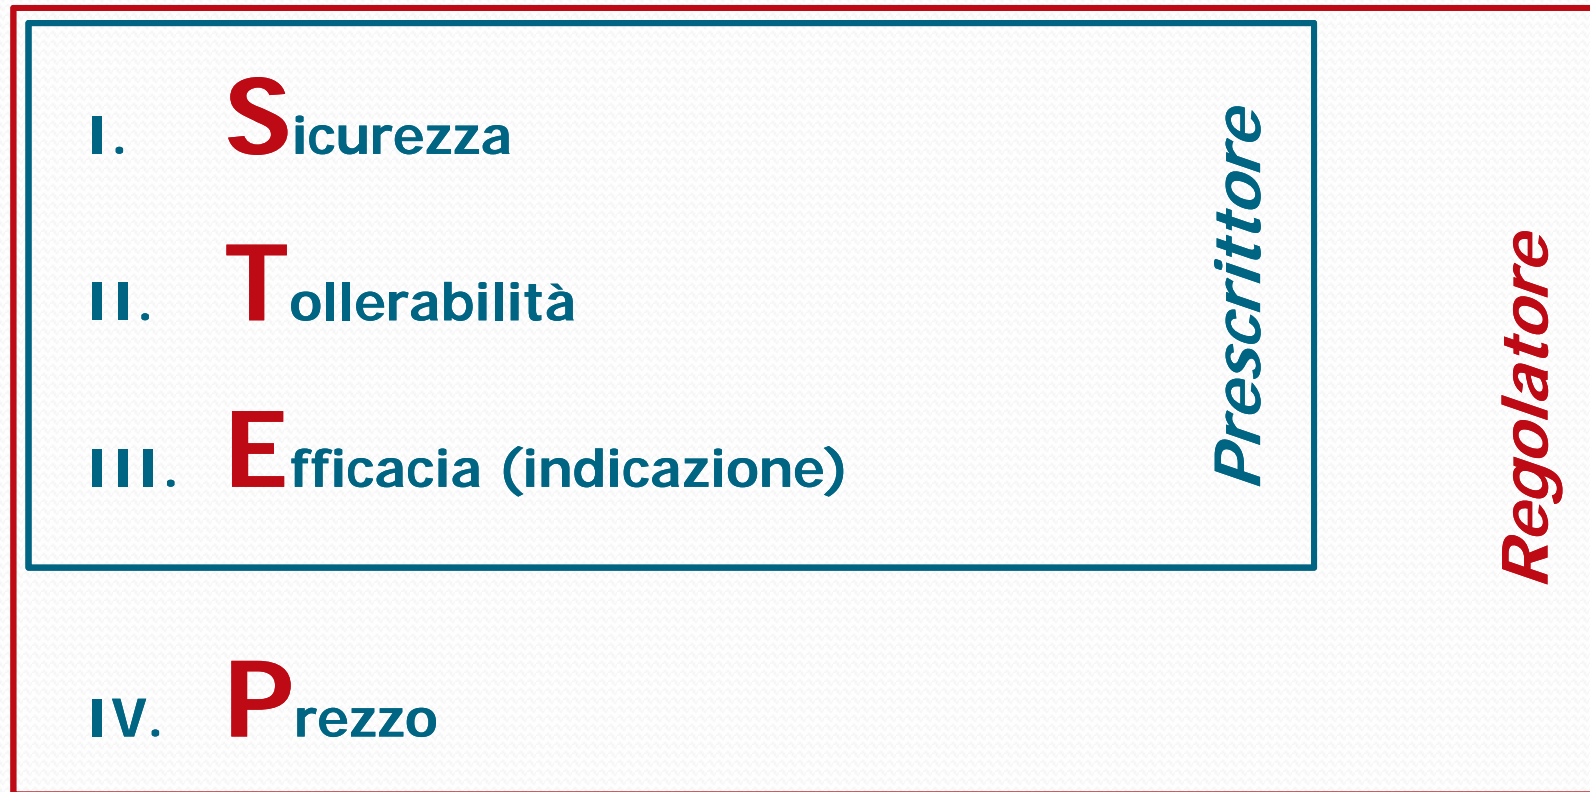 I. Sicurezza
II. Tollerabilità
III. Efficacia (indicazione)
IV. Prezzo
Prescrittore
Regolatore